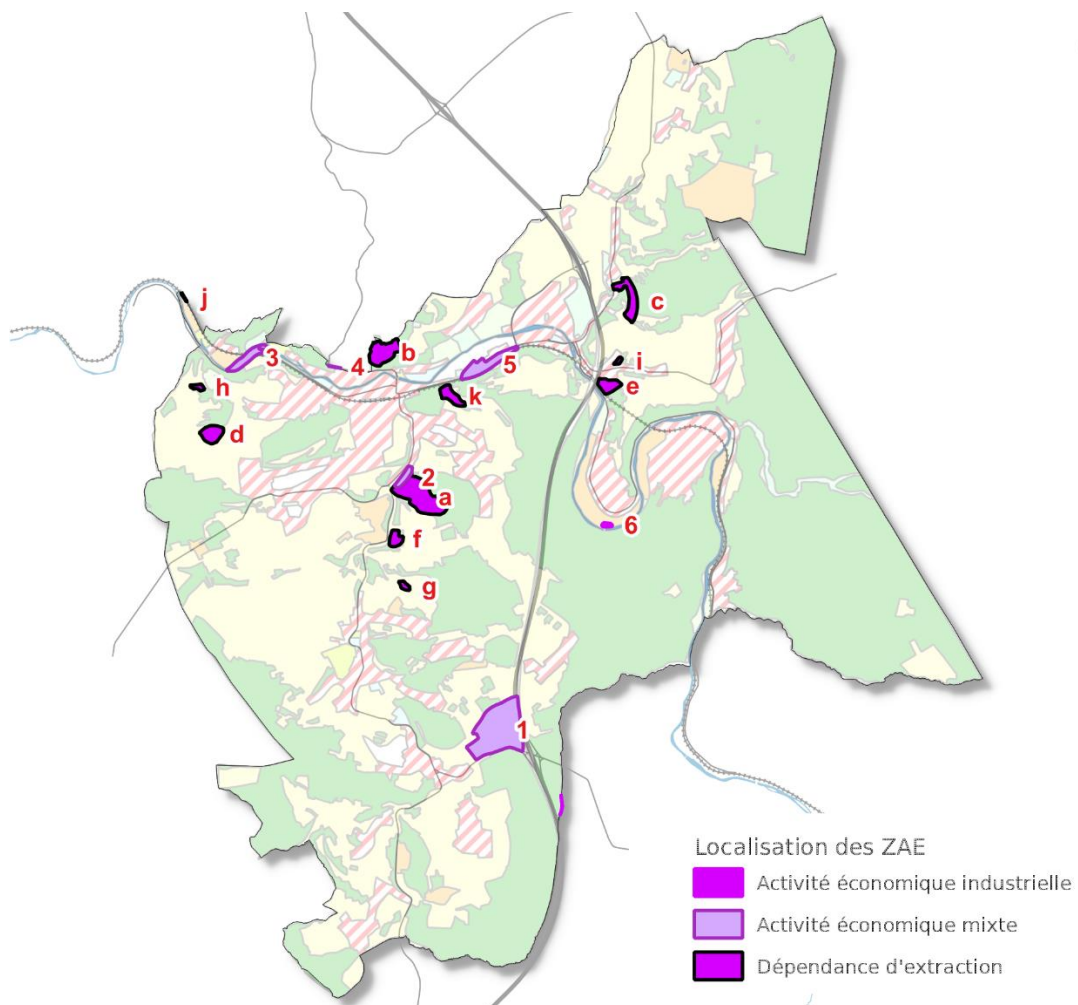 c
j
b
3
4
5
i
h
k
e
d
2
a
6
f
g
1
Localisation des ZAE
Activité économique industrielle
Activité économique mixte
Dépendance d'extraction